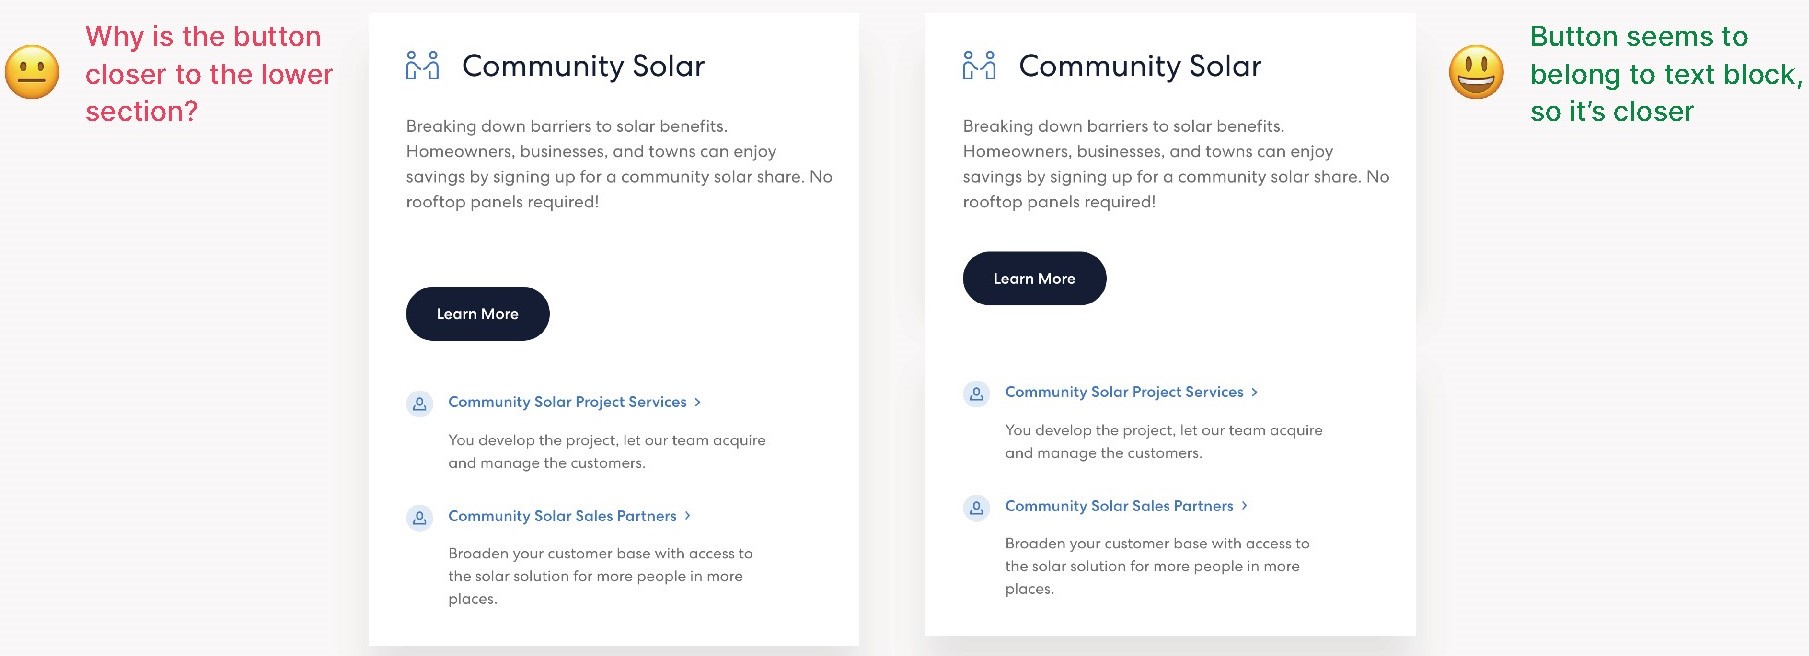 Why is the button
closer to the lower
section?
Community Solar
Breaking down barriers to solar benefits.
Homeowners, businesses, and towns can enjoy
savings by signing up for a community solar share. No
rooftop panels required!
Learn More
Community Solar Project Services >
You develop the project, let our team acquire
and manage the customers.
Community Solar Sales Partners >
Broaden your customer base with access to
the solar solution for more people in more
places.
Community Solar
Breaking down barriers to solar benefits.
Homeowners, businesses, and towns can enjoy
savings by signing up for a community solar share. No
rooftop panels required!
Learn More
Community Solar Project Services >
You develop the project, let our team acquire
and manage the customers.
Community Solar Sales Partners >
Broaden your customer base with access to
the solar solution for more people in more
places.
Button seems to
belong to text block,
so it’s closer